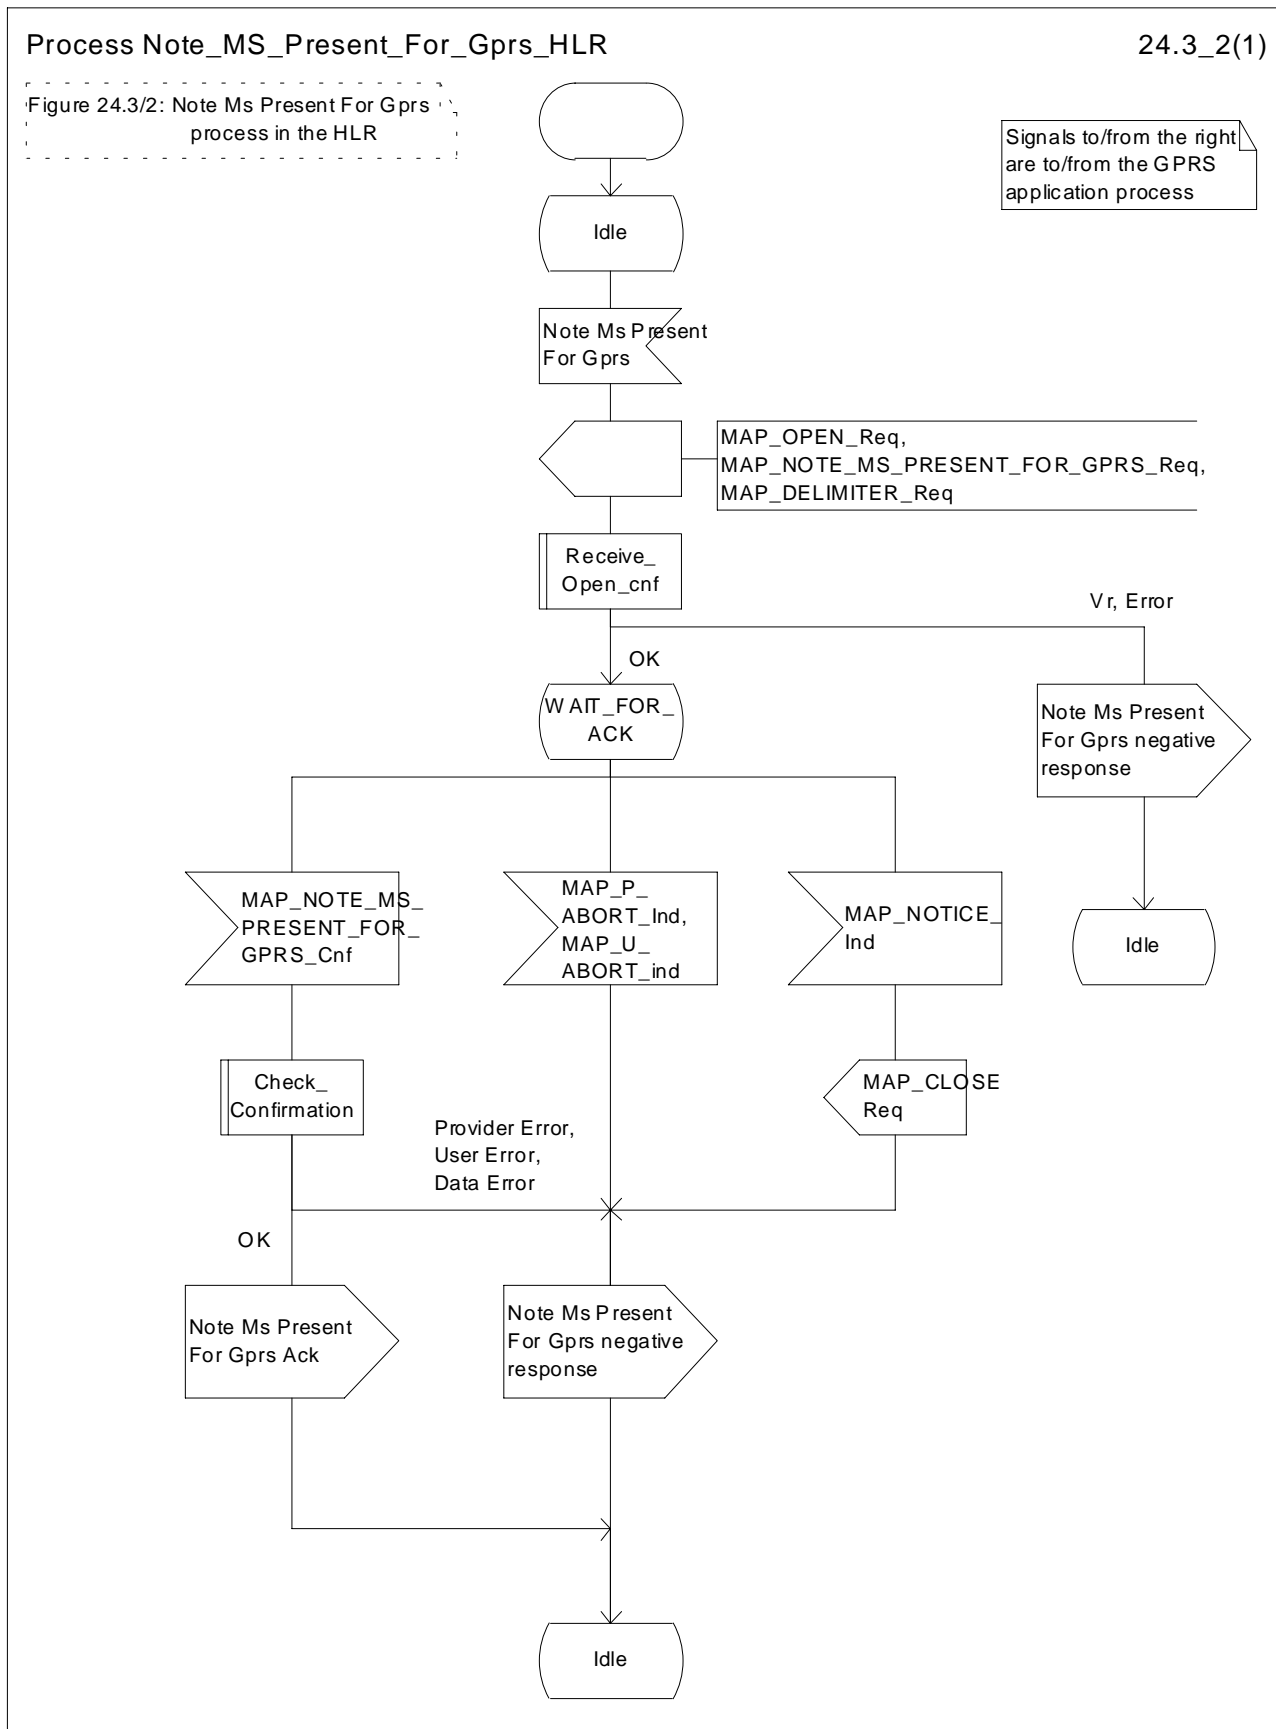 Process Note_MS_Present_For_Gprs_HLR
24.3_2(1)
Figure 24.3/2: Note Ms Present For Gprs
process in the HLR
Signals to/from the right
are to/from the GPRS
application process
Idle
Note Ms Present
For Gprs
MAP_OPEN_Req,
MAP_NOTE_MS_PRESENT_FOR_GPRS_Req,
MAP_DELIMITER_Req
Receive_
Open_cnf
Vr, Error
OK
WAIT_FOR_
ACK
Note Ms Present
For Gprs negative
response
MAP_NOTE_MS_
PRESENT_FOR_
GPRS_Cnf
MAP_P_
ABORT_Ind,
MAP_U_
ABORT_ind
MAP_NOTICE_
Ind
Idle
Check_
Confirmation
MAP_CLOSE
Req
Provider Error,
User Error,
Data Error
OK
Note Ms Present
For Gprs Ack
Note Ms Present
For Gprs negative
response
Idle